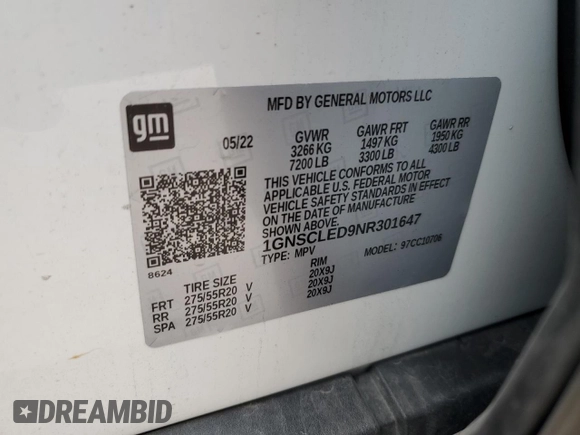 gm
MFD BY GENERAL MOTORS LLC
05/22 GVWR GAWR FRT GAWR RR
3266 KG 1497 KG 1950 KG
7200 LB 3300 LB 4300 LB
THIS VEHICLE CONFORMS TO ALL
APPLICABLE U.S. FEDERAL MOTOR
VEHICLE SAFETY STANDARDS IN EFFECT
ON THE DATE OF MANUFACTURE SHOWN ABOVE.
1GNSCLED9NR301647
TYPE: MPV MODEL: 97CC10706
8624
TIRE SIZE RIM
FRT 275/55R20 V 20X9J
RR 275/55R20 V 20X9J
SPA 275/55R20 V 20X9J
DREAMBID